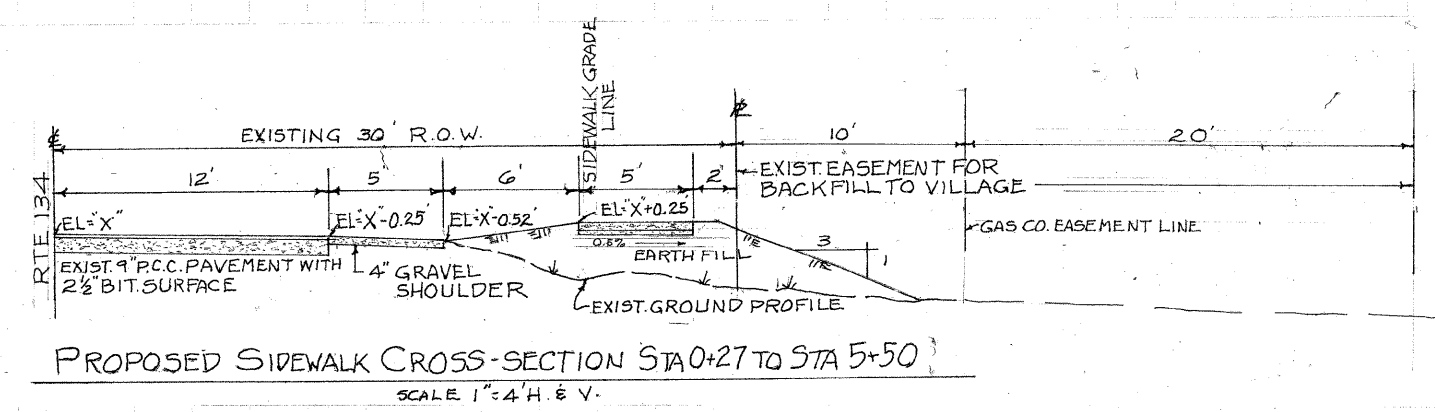 RTE 134
℄
EXISTING 30' R.O.W.
SIDEWALK GRADE
LINE
℄
10'
20'
12'
5'
6'
5'
2'
EXIST. EASEMENT FOR
BACKFILL TO VILLAGE
EL="X"
EL="X"-0.25'
EL="X"-0.52'
EL="X"+0.25'
GAS CO. EASEMENT LINE
0.5%
EARTH FILL
3
1
EXIST. 9" P.C.C. PAVEMENT WITH
2½" BIT. SURFACE
4" GRAVEL
SHOULDER
EXIST. GROUND PROFILE
PROPOSED SIDEWALK CROSS-SECTION STA 0+27 TO STA 5+50
SCALE 1"=4' H. & V.